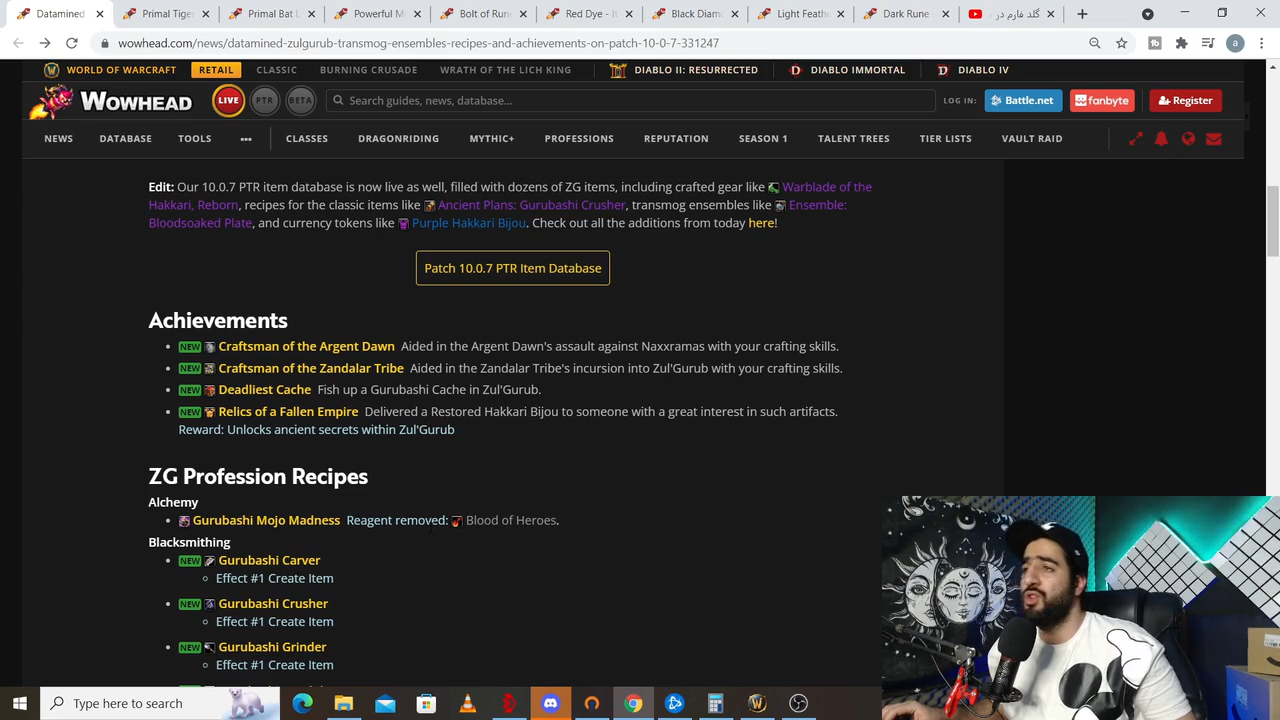 Datamined
Primal Tige
Primal Bat L
Powerful M
Bolt of Rune
Red Dye - It
Black Diam
Light Feathe
Dark Rune
گلد فارم در
wowhead.com/news/datamined-zulgurub-transmog-ensembles-recipes-and-achievements-on-patch-10-0-7-331247
a
WORLD OF WARCRAFT RETAIL CLASSIC BURNING CRUSADE WRATH OF THE LICH KING DIABLO II: RESURRECTED DIABLO IMMORTAL DIABLO IV
WOWHEAD LIVE PTR BETA Search guides, news, database... LOG IN: Battle.net fanbyte Register
NEWS DATABASE TOOLS ••• CLASSES DRAGONRIDING MYTHIC+ PROFESSIONS REPUTATION SEASON 1 TALENT TREES TIER LISTS VAULT RAID
Edit: Our 10.0.7 PTR item database is now live as well, filled with dozens of ZG items, including crafted gear like Warblade of the
Hakkari, Reborn, recipes for the classic items like Ancient Plans: Gurubashi Crusher, transmog ensembles like Ensemble:
Bloodsoaked Plate, and currency tokens like Purple Hakkari Bijou. Check out all the additions from today here!
Patch 10.0.7 PTR Item Database
Achievements
• NEW Craftsman of the Argent Dawn Aided in the Argent Dawn's assault against Naxxramas with your crafting skills.
• NEW Craftsman of the Zandalar Tribe Aided in the Zandalar Tribe's incursion into Zul'Gurub with your crafting skills.
• NEW Deadliest Cache Fish up a Gurubashi Cache in Zul'Gurub.
• NEW Relics of a Fallen Empire Delivered a Restored Hakkari Bijou to someone with a great interest in such artifacts.
Reward: Unlocks ancient secrets within Zul'Gurub
ZG Profession Recipes
Alchemy
• Gurubashi Mojo Madness Reagent removed: Blood of Heroes.
Blacksmithing
• NEW Gurubashi Carver
Effect #1 Create Item
• NEW Gurubashi Crusher
Effect #1 Create Item
• NEW Gurubashi Grinder
Effect #1 Create Item
Type here to search